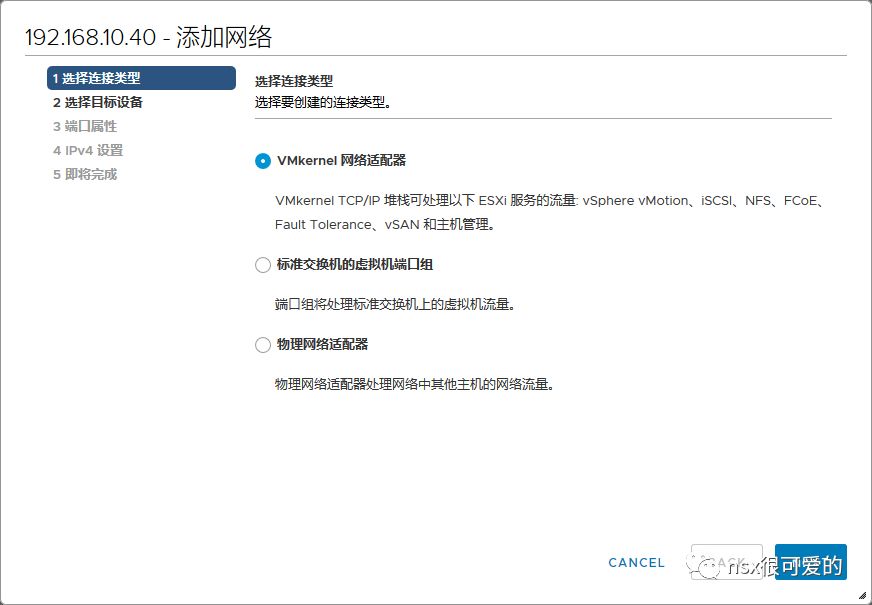 192.168.10.40 - 添加网络
1 选择连接类型
2 选择目标设备
3 端口属性
4 IPv4 设置
5 即将完成
选择连接类型
选择要创建的连接类型。
VMkernel 网络适配器
VMkernel TCP/IP 堆栈可处理以下 ESXi 服务的流量: vSphere vMotion、iSCSI、NFS、FCoE、
Fault Tolerance、vSAN 和主机管理。
标准交换机的虚拟机端口组
端口组将处理标准交换机上的虚拟机流量。
物理网络适配器
物理网络适配器处理网络中其他主机的网络流量。
CANCEL
nsx很可爱的